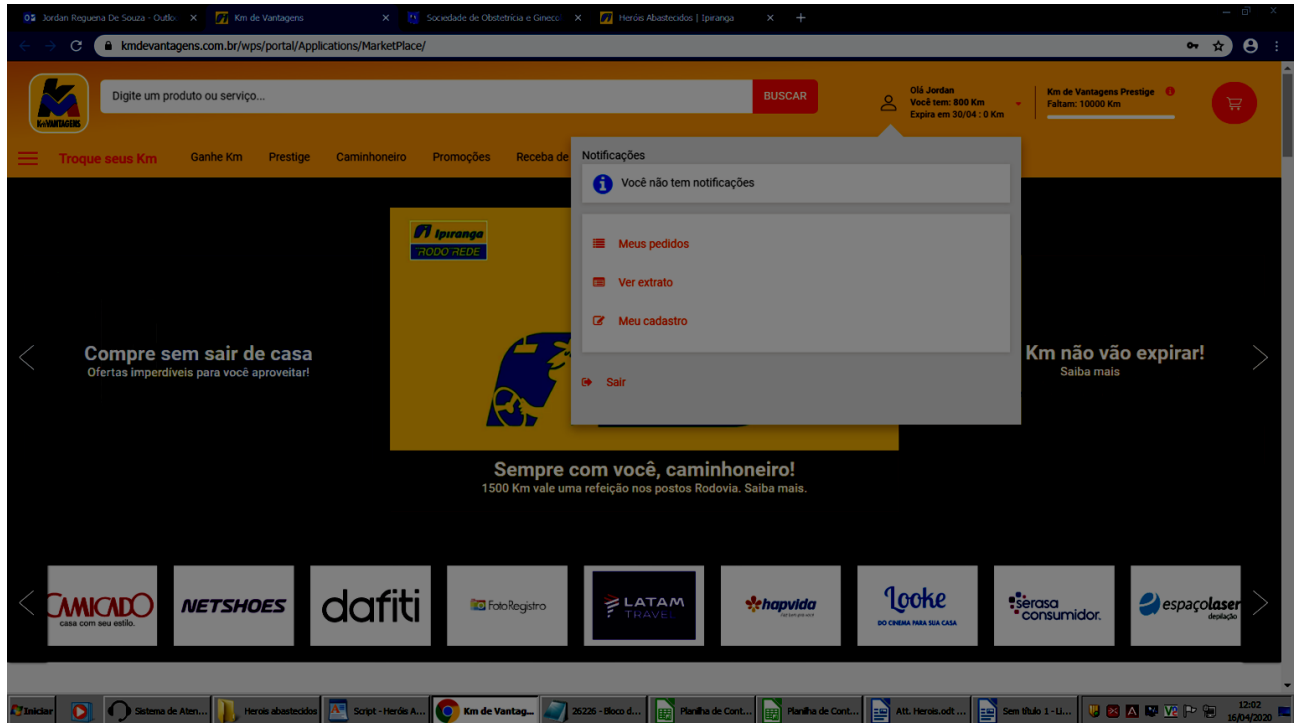 Jordan Reguena De Souza - Outlo
Km de Vantagens
Sociedade de Obstetrícia e Gineco
Heróis Abastecidos | Ipiranga
kmdevantagens.com.br/wps/portal/Applications/MarketPlace/
KmVANTAGENS
Digite um produto ou serviço...
BUSCAR
Olá Jordan
Você tem: 800 Km
Expira em 30/04 : 0 Km
Km de Vantagens Prestige
Faltam: 10000 Km
Troque seus Km
Ganhe Km
Prestige
Caminhoneiro
Promoções
Receba de
Notificações
Você não tem notificações
Meus pedidos
Ver extrato
Meu cadastro
Sair
Ipiranga
RODO REDE
Compre sem sair de casa
Ofertas imperdíveis para você aproveitar!
Km não vão expirar!
Saiba mais
Sempre com você, caminhoneiro!
1500 Km vale uma refeição nos postos Rodovia. Saiba mais.
CAMICADO
casa com seu estilo.
NETSHOES
dafiti
FotoRegistro
LATAM
TRAVEL
hapvida
Looke
DO CINEMA PARA SUA CASA
serasa
consumidor.
espaçolaser
depilação
Iniciar
Sistema de Aten...
Herois abastecidos
Script - Heróis A...
Km de Vantag...
26226 - Bloco d...
Planilha de Cont...
Planilha de Cont...
Att. Herois.odt ...
Sem título 1 - Li...
12:02
16/04/2020